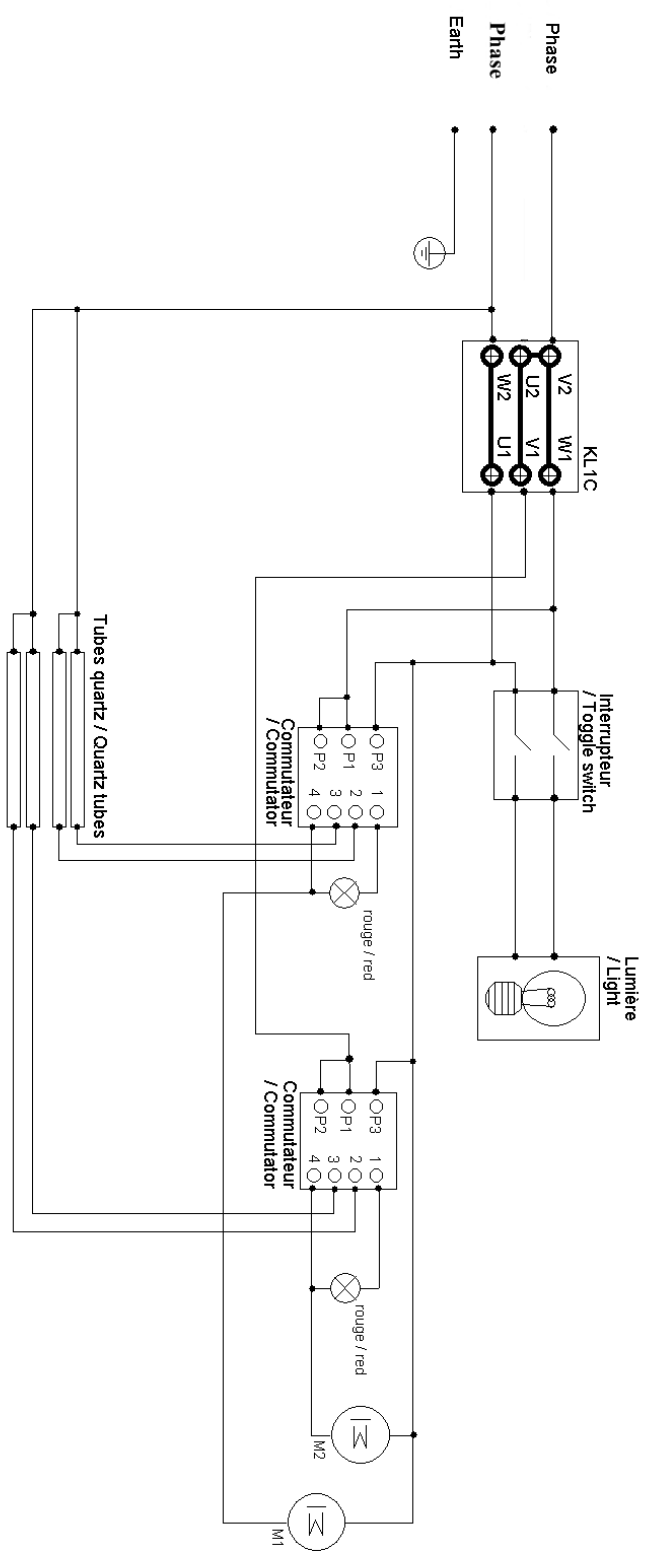 Earth
Phase
Phase
KL1C
V2
W1
U2
V1
W2
U1
Interrupteur
/ Toggle switch
Lumière
/ Light
Tubes quartz / Quartz tubes
P3
P1
P2
1
2
3
4
Commutateur
/ Commutator
rouge / red
P3
P1
P2
1
2
3
4
Commutateur
/ Commutator
rouge / red
M
M2
M
M1